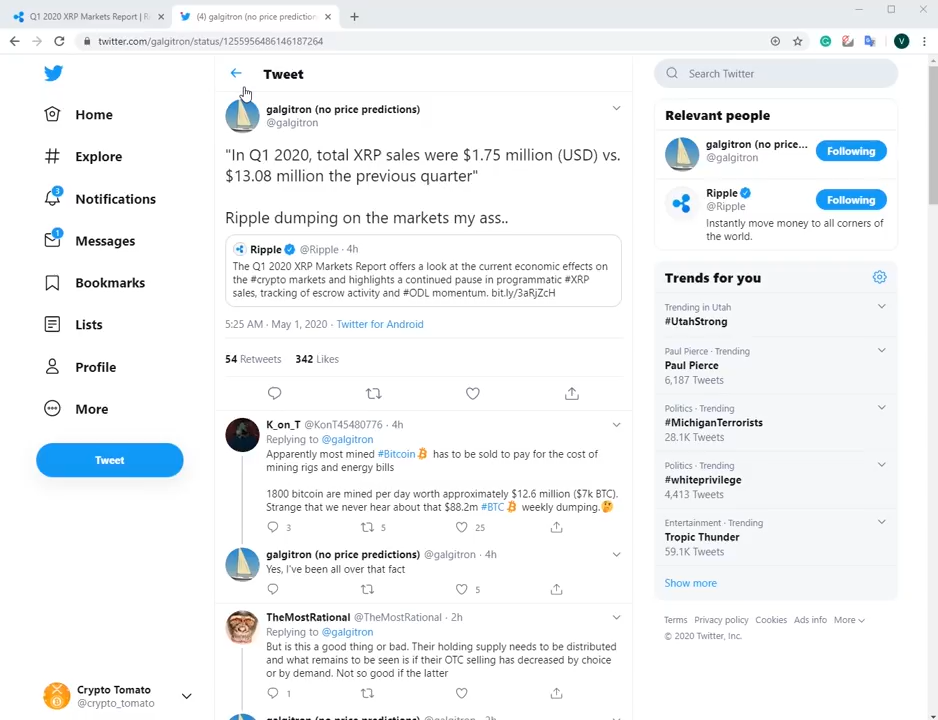 Q1 2020 XRP Markets Report | R
(4) galgitron (no price prediction
twitter.com/galgitron/status/1255956486146187264
V
Home
Explore
3
Notifications
1
Messages
Bookmarks
Lists
Profile
More
Tweet
Crypto Tomato
@crypto_tomato
Tweet
galgitron (no price predictions)
@galgitron
"In Q1 2020, total XRP sales were $1.75 million (USD) vs.
$13.08 million the previous quarter"
Ripple dumping on the markets my ass..
Ripple @Ripple · 4h
The Q1 2020 XRP Markets Report offers a look at the current economic effects on
the #crypto markets and highlights a continued pause in programmatic #XRP
sales, tracking of escrow activity and #ODL momentum. bit.ly/3aRjZcH
5:25 AM · May 1, 2020 · Twitter for Android
54 Retweets 342 Likes
K_on_T @KonT45480776 · 4h
Replying to @galgitron
Apparently most mined #Bitcoin has to be sold to pay for the cost of
mining rigs and energy bills
1800 bitcoin are mined per day worth approximately $12.6 million ($7k BTC).
Strange that we never hear about that $88.2m #BTC weekly dumping.
3 5 25
galgitron (no price predictions) @galgitron · 4h
Yes, I've been all over that fact
5
TheMostRational @TheMostRational · 2h
Replying to @galgitron
But is this a good thing or bad. Their holding supply needs to be distributed
and what remains to be seen is if their OTC selling has decreased by choice
or by demand. Not so good if the latter
1
galgitron (no price predictions) @galgitron · 2h
Search Twitter
Relevant people
galgitron (no price...
@galgitron
Following
Ripple
@Ripple
Following
Instantly move money to all corners of
the world.
Trends for you
Trending in Utah
#UtahStrong
Paul Pierce · Trending
Paul Pierce
6,187 Tweets
Politics · Trending
#MichiganTerrorists
28.1K Tweets
Politics · Trending
#whiteprivilege
4,413 Tweets
Entertainment · Trending
Tropic Thunder
59.1K Tweets
Show more
Terms Privacy policy Cookies Ads info More
© 2020 Twitter, Inc.